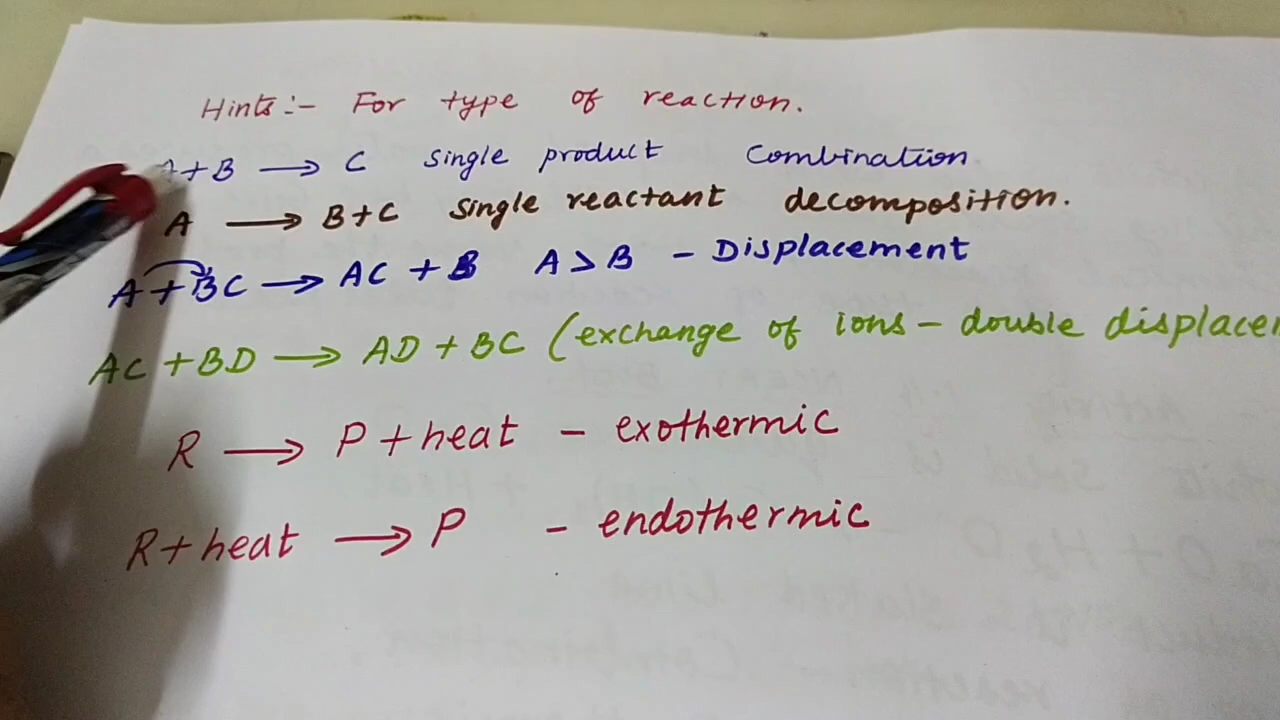 Hints:- For type of reaction.
A+B → C single product Combination
A → B+C single reactant decomposition.
A+BC → AC + B A>B - Displacement
AC +BD → AD + BC (exchange of ions - double displacem
R → P+heat - exothermic
R+heat → P - endothermic